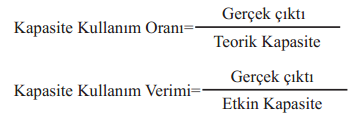 Gerçek çıktı
Kapasite Kullanım Oranı=
Teorik Kapasite
Gerçek çıktı
Kapasite Kullanım Verimi=
Etkin Kapasite